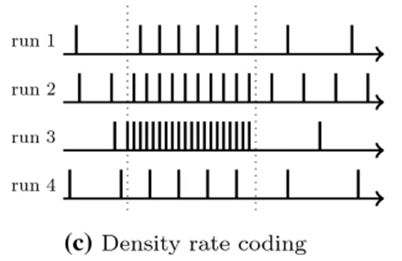 run 1
run 2
run 3
run 4
(c) Density rate coding